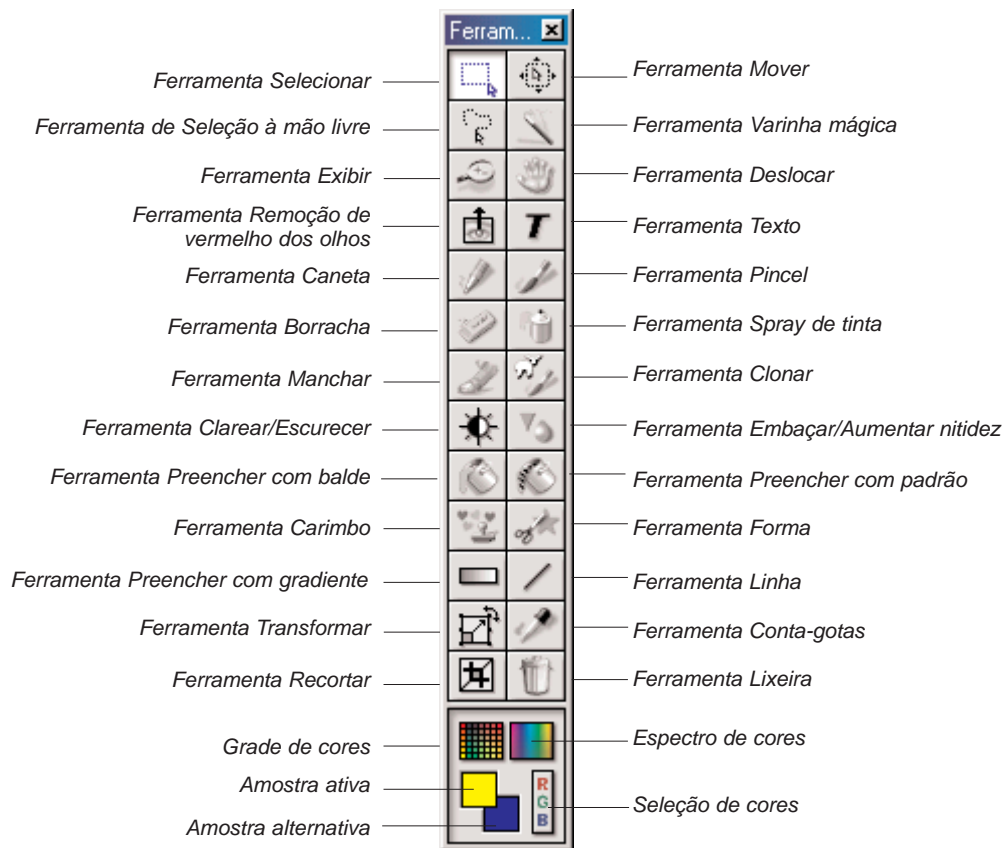 Ferram...
Ferramenta Selecionar
Ferramenta Mover
Ferramenta de Seleção à mão livre
Ferramenta Varinha mágica
Ferramenta Exibir
Ferramenta Deslocar
Ferramenta Remoção de
vermelho dos olhos
Ferramenta Texto
T
Ferramenta Caneta
Ferramenta Pincel
Ferramenta Borracha
Ferramenta Spray de tinta
Ferramenta Manchar
Ferramenta Clonar
Ferramenta Clarear/Escurecer
Ferramenta Embaçar/Aumentar nitidez
Ferramenta Preencher com balde
Ferramenta Preencher com padrão
Ferramenta Carimbo
Ferramenta Forma
Ferramenta Preencher com gradiente
Ferramenta Linha
Ferramenta Transformar
Ferramenta Conta-gotas
Ferramenta Recortar
Ferramenta Lixeira
Grade de cores
Espectro de cores
Amostra ativa
Amostra alternativa
R
G
B
Seleção de cores